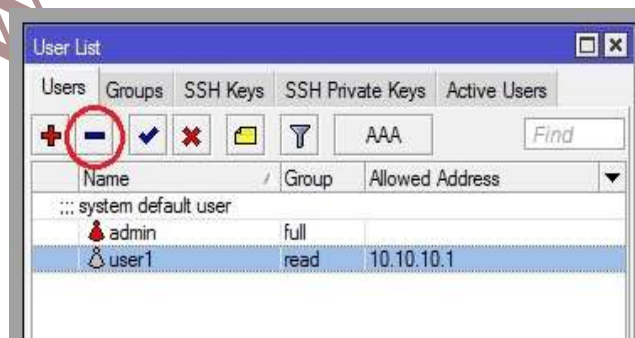 User List
Users Groups SSH Keys SSH Private Keys Active Users
AAA Find
Name / Group Allowed Address
::: system default user
admin full
user1 read 10.10.10.1